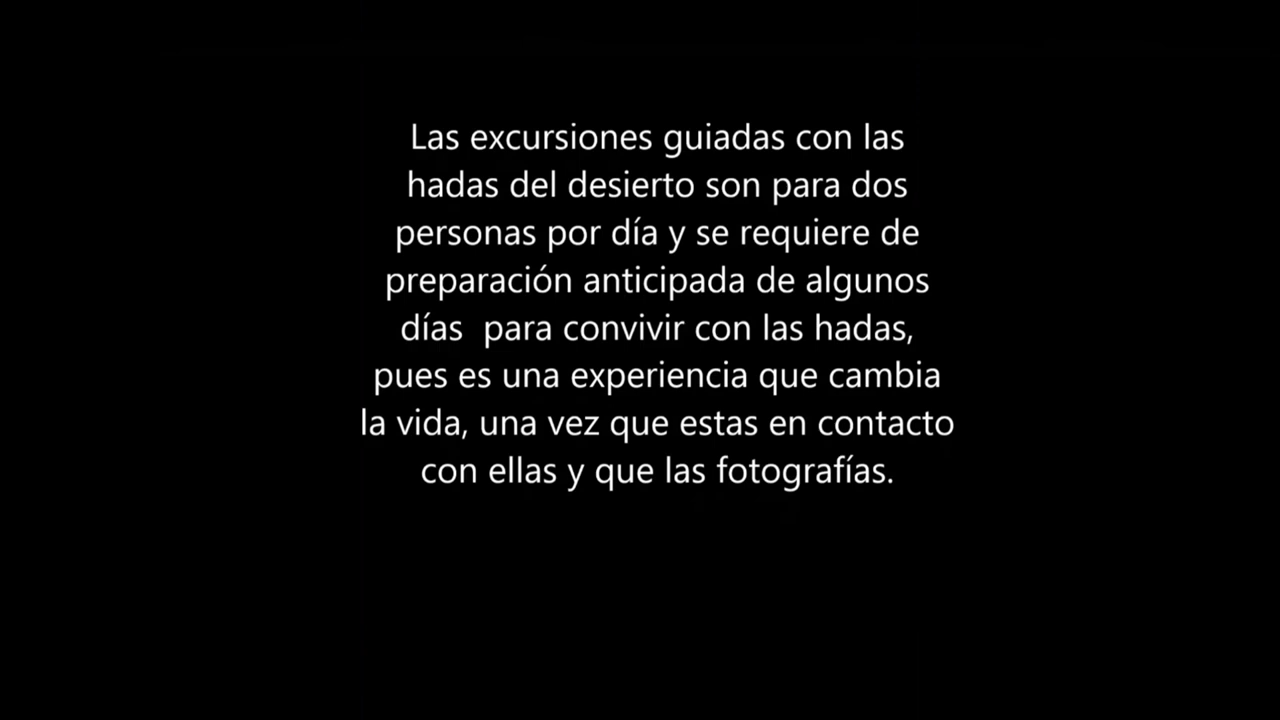 Las excursiones guiadas con las
hadas del desierto son para dos
personas por día y se requiere de
preparación anticipada de algunos
días  para convivir con las hadas,
pues es una experiencia que cambia
la vida, una vez que estas en contacto
con ellas y que las fotografías.